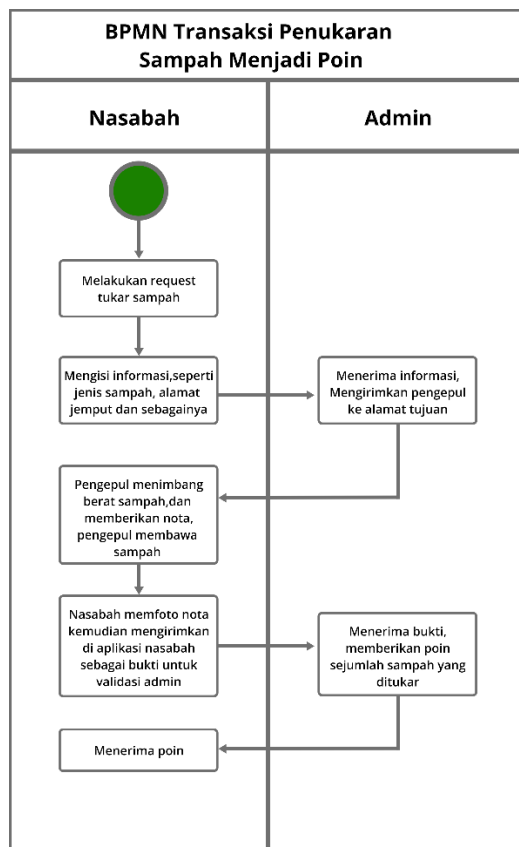 BPMN Transaksi Penukaran
Sampah Menjadi Poin
Nasabah
Admin
Melakukan request
tukar sampah
Mengisi informasi,seperti
jenis sampah, alamat
jemput dan sebagainya
Menerima informasi,
Mengirimkan pengepul
ke alamat tujuan
Pengepul menimbang
berat sampah,dan
memberikan nota,
pengepul membawa
sampah
Nasabah memfoto nota
kemudian mengirimkan
di aplikasi nasabah
sebagai bukti untuk
validasi admin
Menerima bukti,
memberikan poin
sejumlah sampah yang
ditukar
Menerima poin